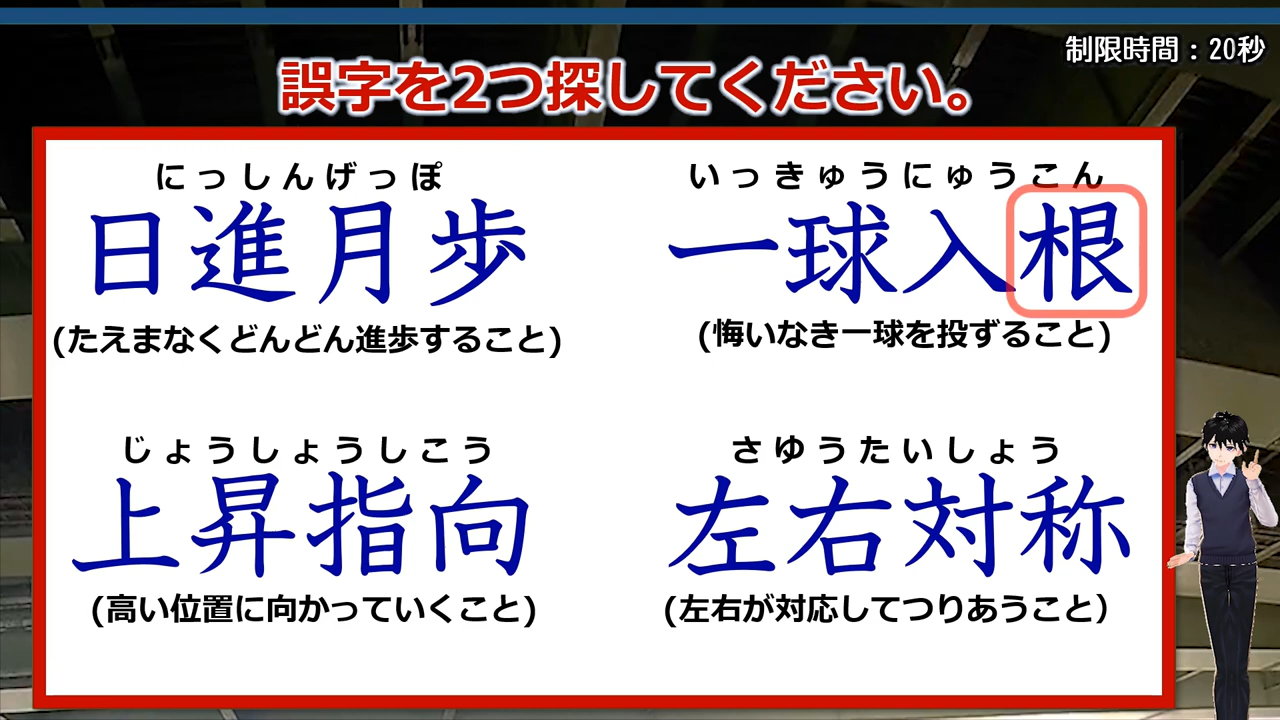 制限時間：20秒
誤字を2つ探してください。
にっしんげっぽ
日進月歩
(たえまなくどんどん進歩すること)
いっきゅうにゅうこん
一球入根
(悔いなき一球を投ずること)
じょうしょうしこう
上昇指向
(高い位置に向かっていくこと)
さゆうたいしょう
左右対称
(左右が対応してつりあうこと）